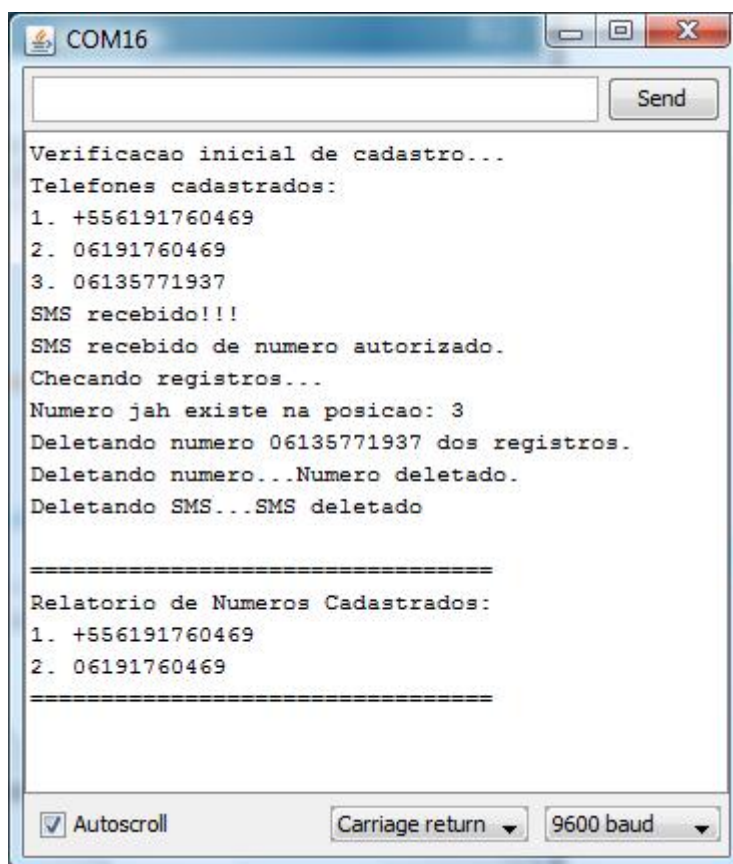 COM16
Send
Verificacao inicial de cadastro...
Telefones cadastrados:
1. +556191760469
2. 06191760469
3. 06135771937
SMS recebido!!!
SMS recebido de numero autorizado.
Checando registros...
Numero jah existe na posicao: 3
Deletando numero 06135771937 dos registros.
Deletando numero...Numero deletado.
Deletando SMS...SMS deletado
=================================
Relatorio de Numeros Cadastrados:
1. +556191760469
2. 06191760469
=================================
Autoscroll Carriage return 9600 baud